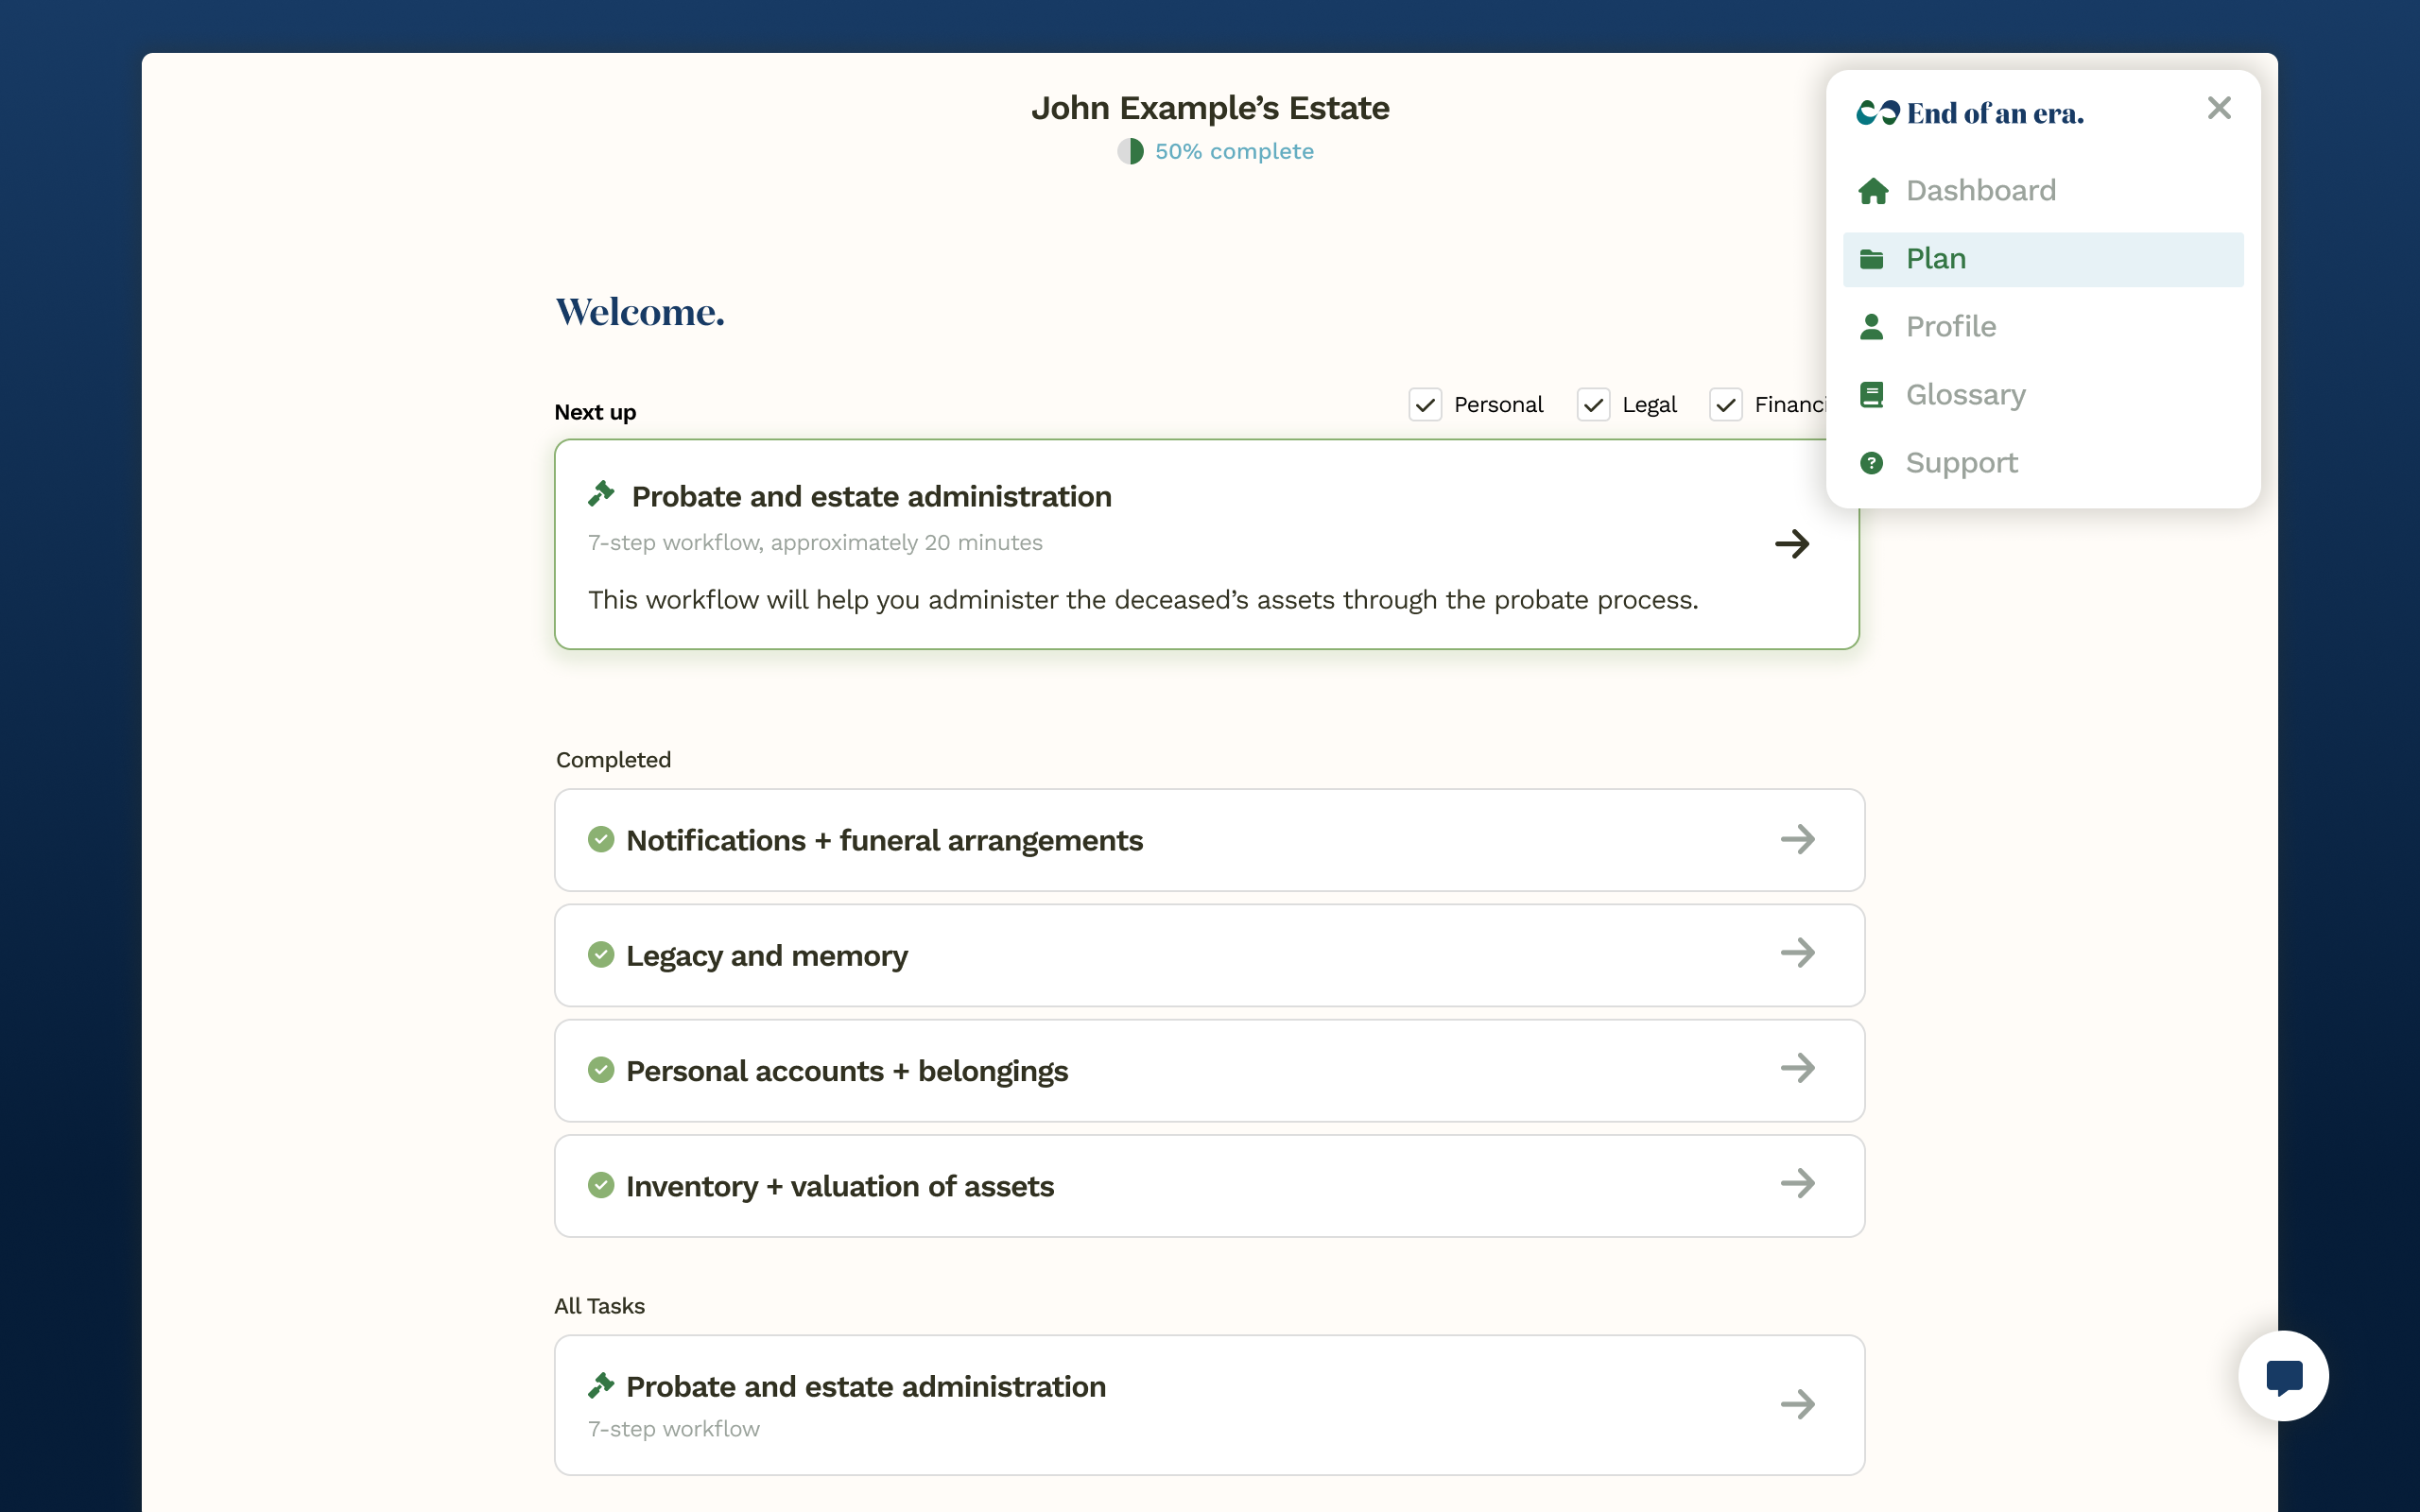 John Example’s Estate
50% complete
End of an era.
Dashboard
Plan
Profile
Glossary
Support
Welcome.
Next up
Personal
Legal
Probate and estate administration
7-step workflow, approximately 20 minutes
This workflow will help you administer the deceased’s assets through the probate process.
Completed
Notifications + funeral arrangements
Legacy and memory
Personal accounts + belongings
Inventory + valuation of assets
All Tasks
Probate and estate administration
7-step workflow